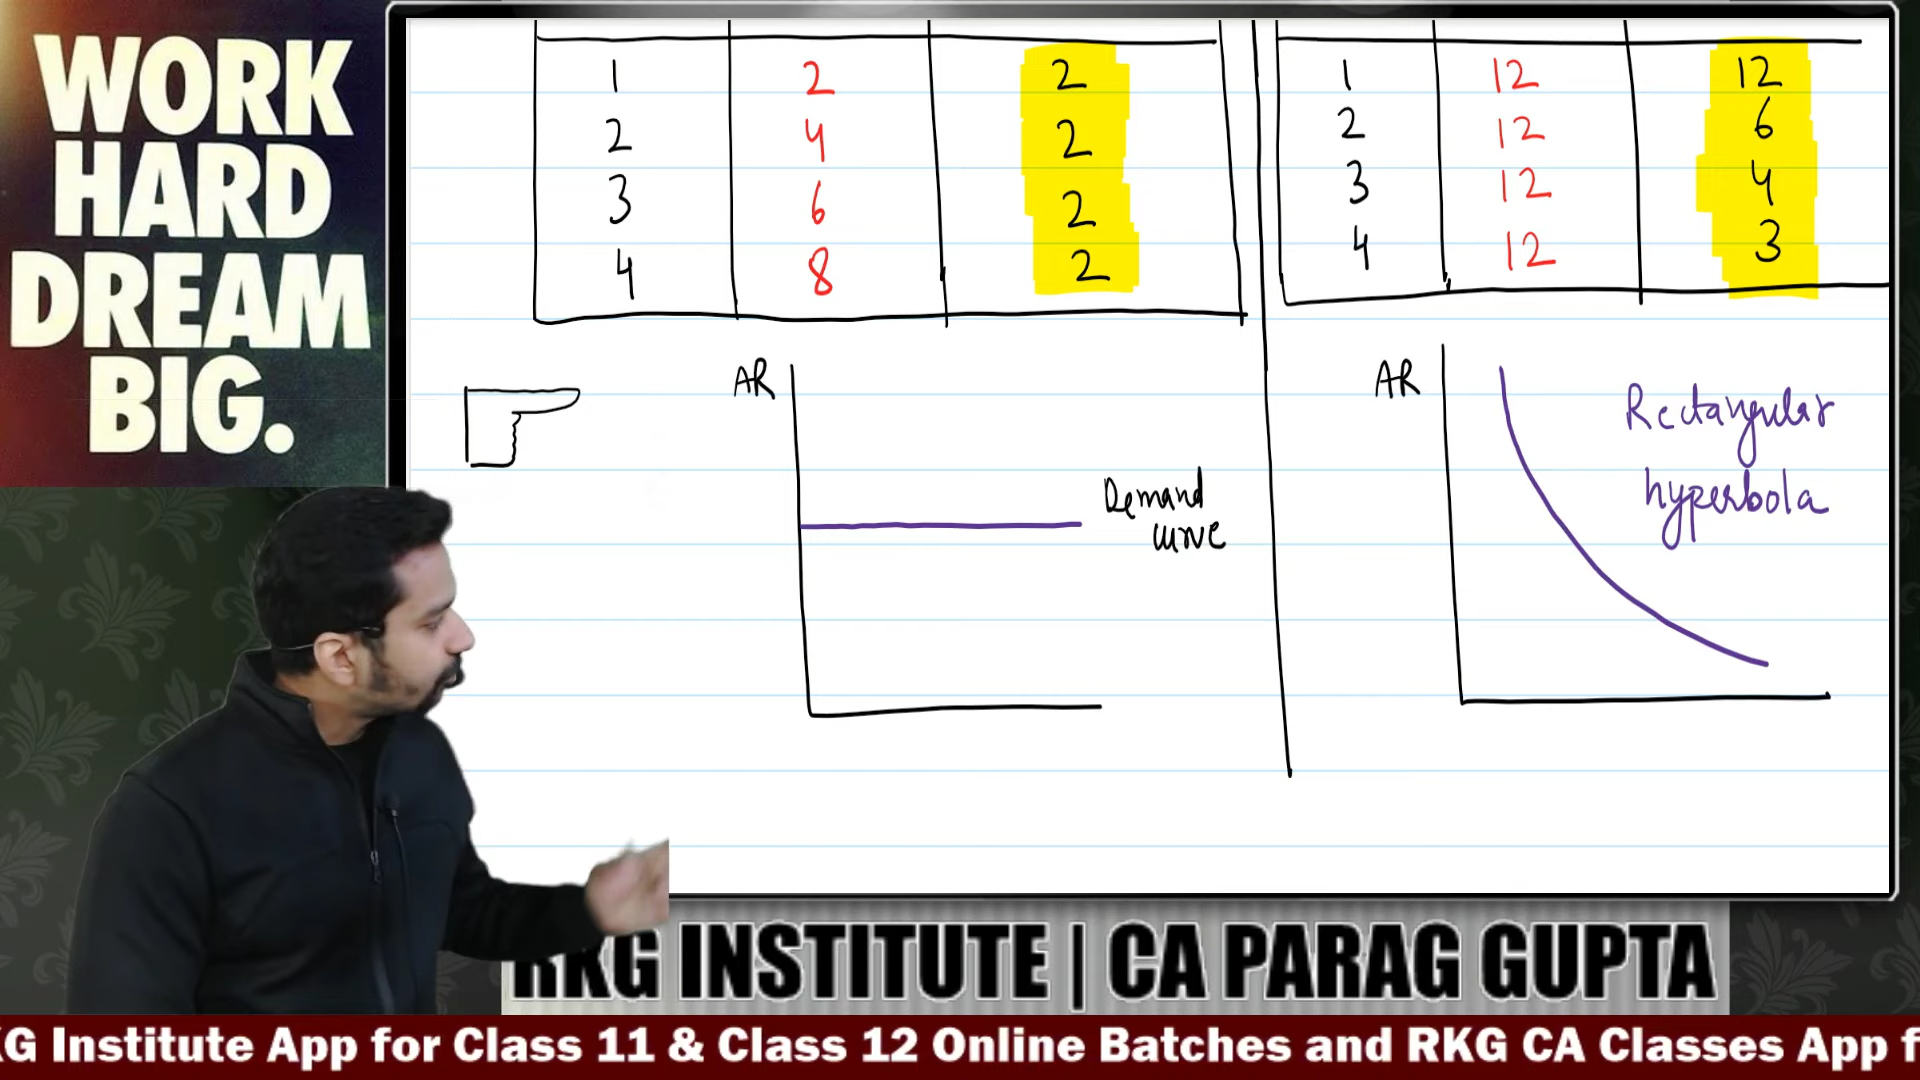 WORK
HARD
DREAM
BIG.
1 2 2
2 4 2
3 6 2
4 8 2
1 12 12
2 12 6
3 12 4
4 12 3
AR
Demand
curve
AR
Rectangular
hyperbola
RKG INSTITUTE | CA PARAG GUPTA
KG Institute App for Class 11 & Class 12 Online Batches and RKG CA Classes App f